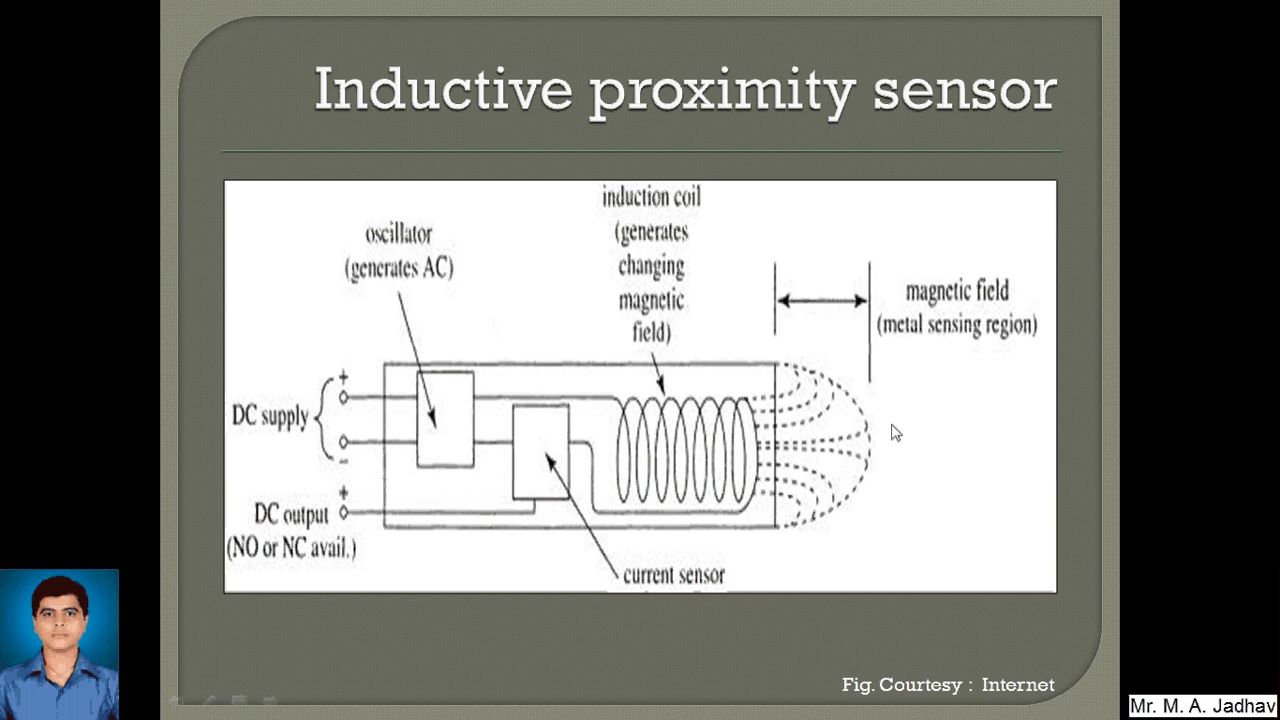 Inductive proximity sensor
induction coil
(generates
changing
magnetic
field)
oscillator
(generates AC)
magnetic field
(metal sensing region)
+
DC supply
−
+
DC output
(NO or NC avail.)
current sensor
Fig. Courtesy : Internet
Mr. M. A. Jadhav